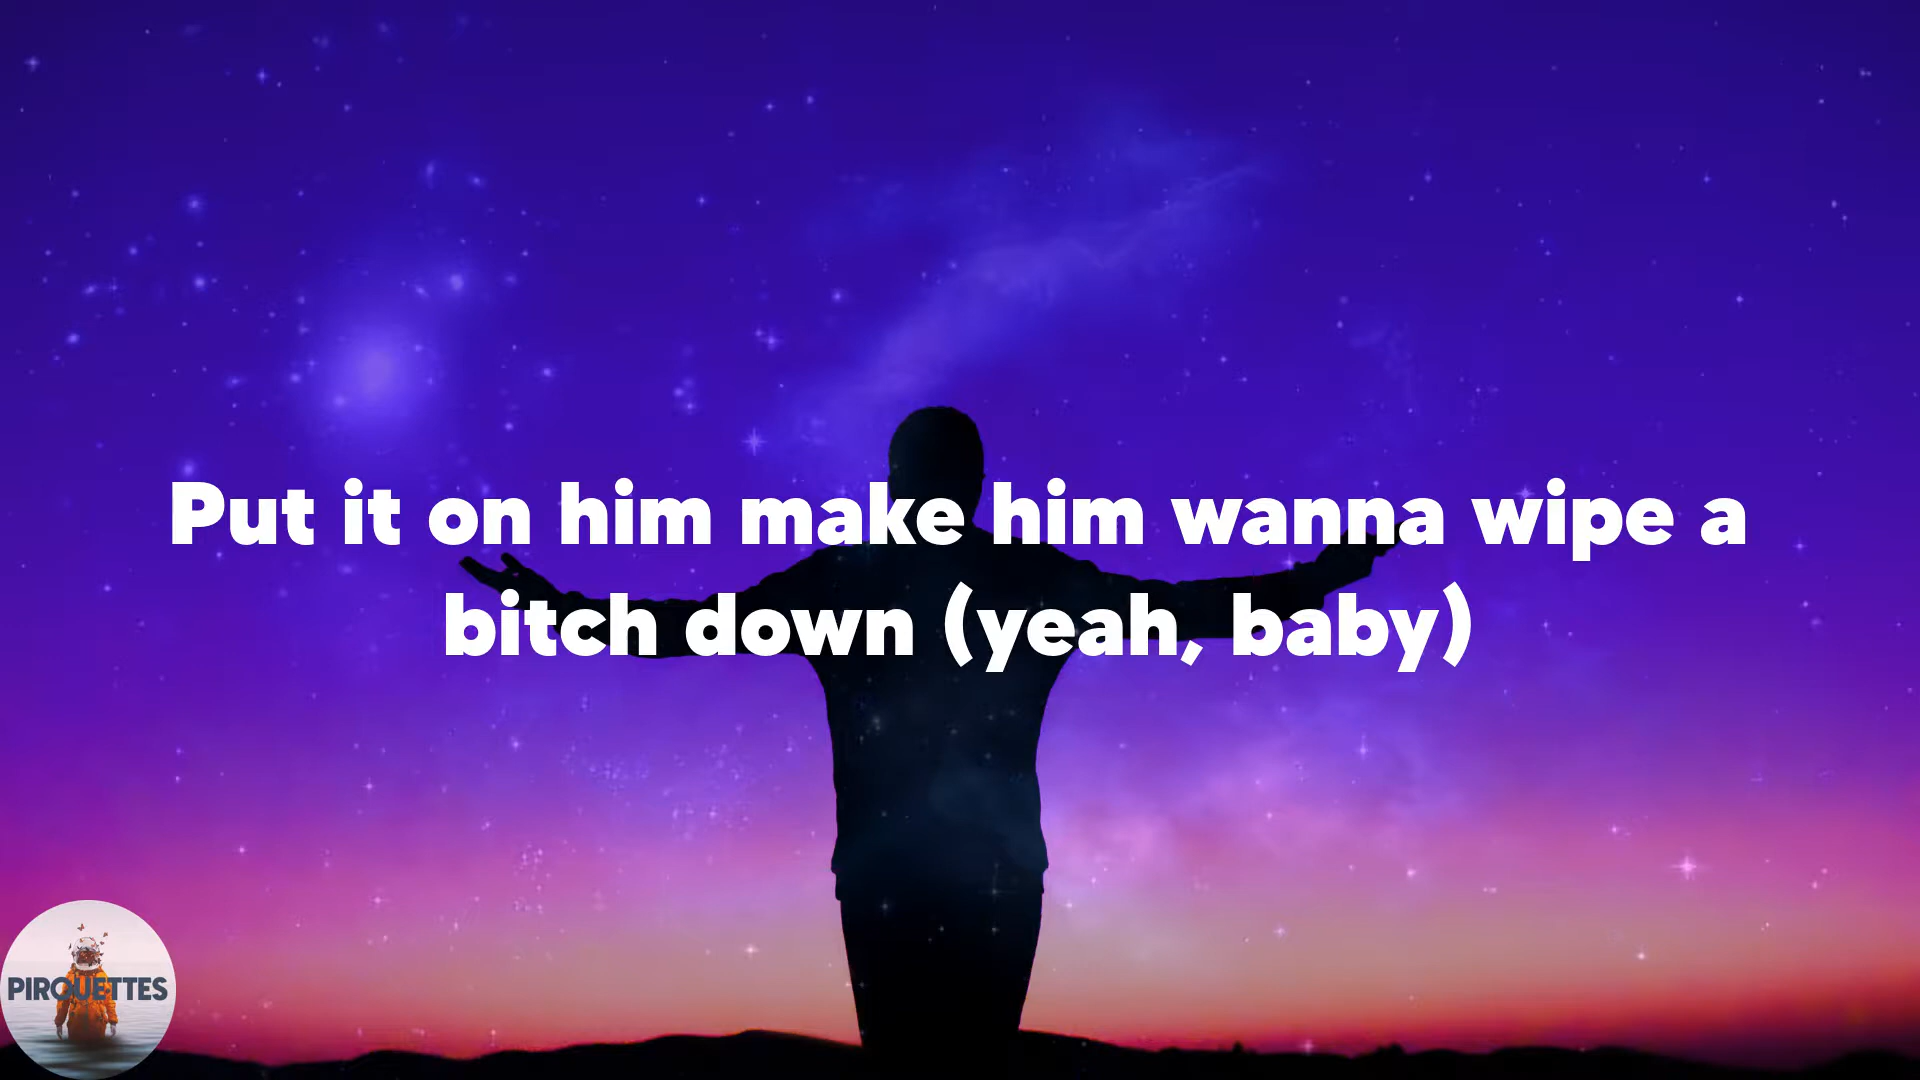 Put it on him make him wanna wipe a
bitch down (yeah, baby)
PIROUETTES